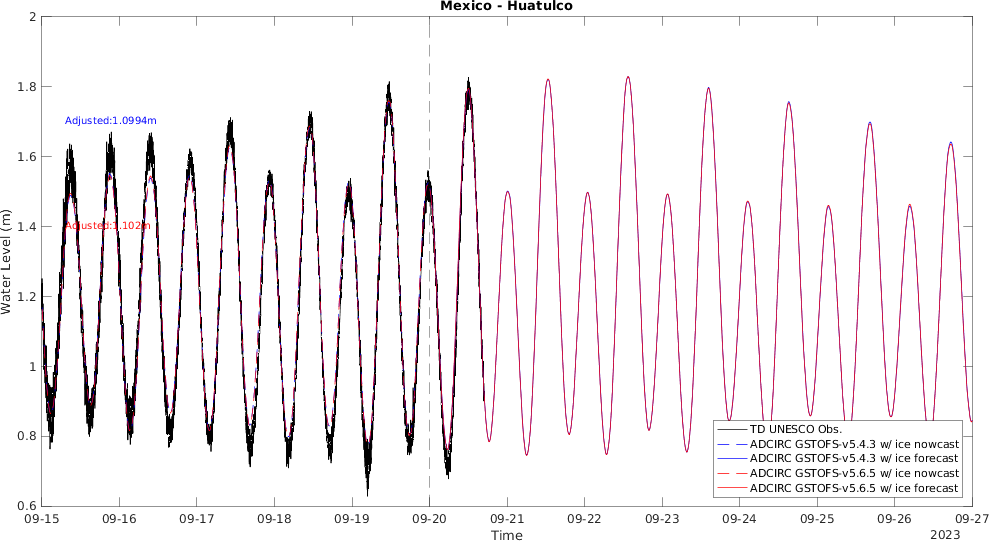 Mexico - Huatulco
Water Level (m)
2
1.8
1.6
1.4
1.2
1
0.8
0.6
Adjusted:1.0994m
Adjusted:1.102m
TD UNESCO Obs.
ADCIRC GSTOFS-v5.4.3 w/ ice nowcast
ADCIRC GSTOFS-v5.4.3 w/ ice forecast
ADCIRC GSTOFS-v5.6.5 w/ ice nowcast
ADCIRC GSTOFS-v5.6.5 w/ ice forecast
09-15 09-16 09-17 09-18 09-19 09-20 09-21 09-22 09-23 09-24 09-25 09-26 09-27
Time
2023